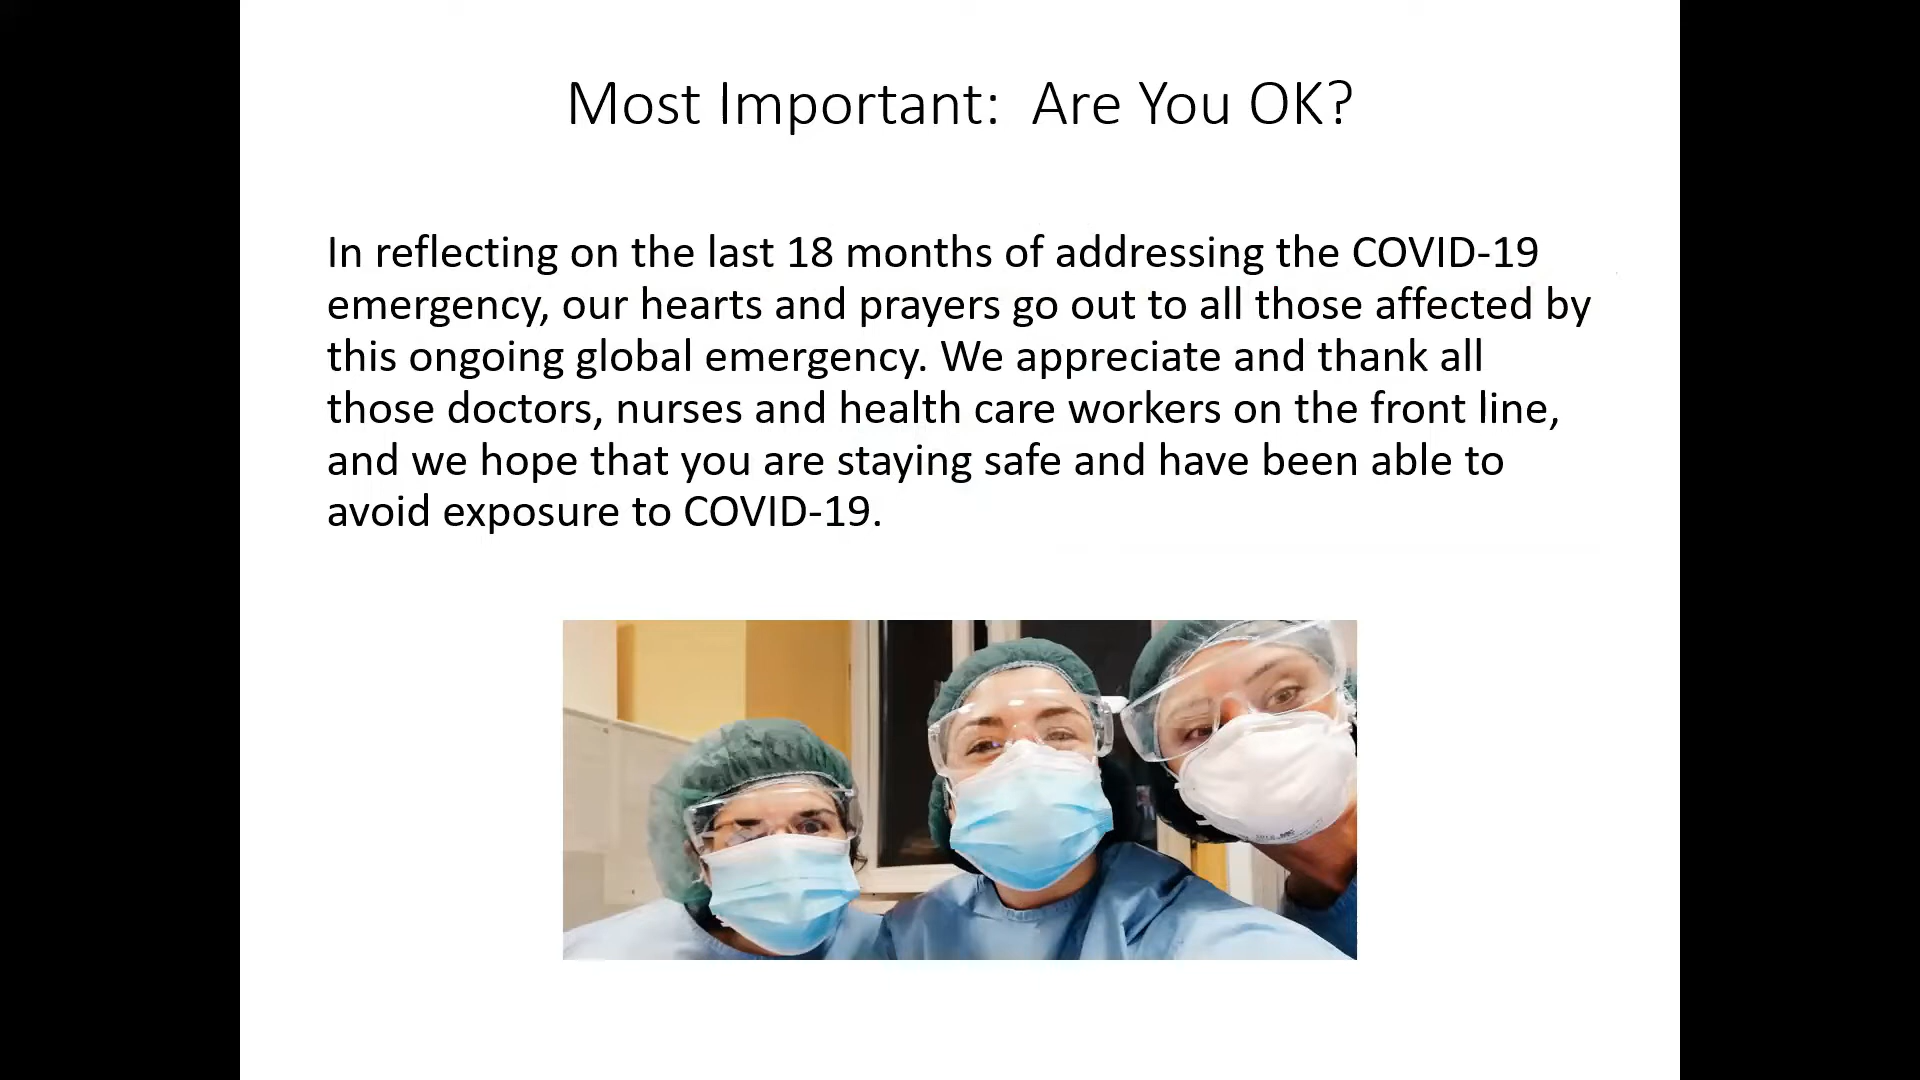 Most Important:  Are You OK?
In reflecting on the last 18 months of addressing the COVID-19
emergency, our hearts and prayers go out to all those affected by
this ongoing global emergency. We appreciate and thank all
those doctors, nurses and health care workers on the front line,
and we hope that you are staying safe and have been able to
avoid exposure to COVID-19.